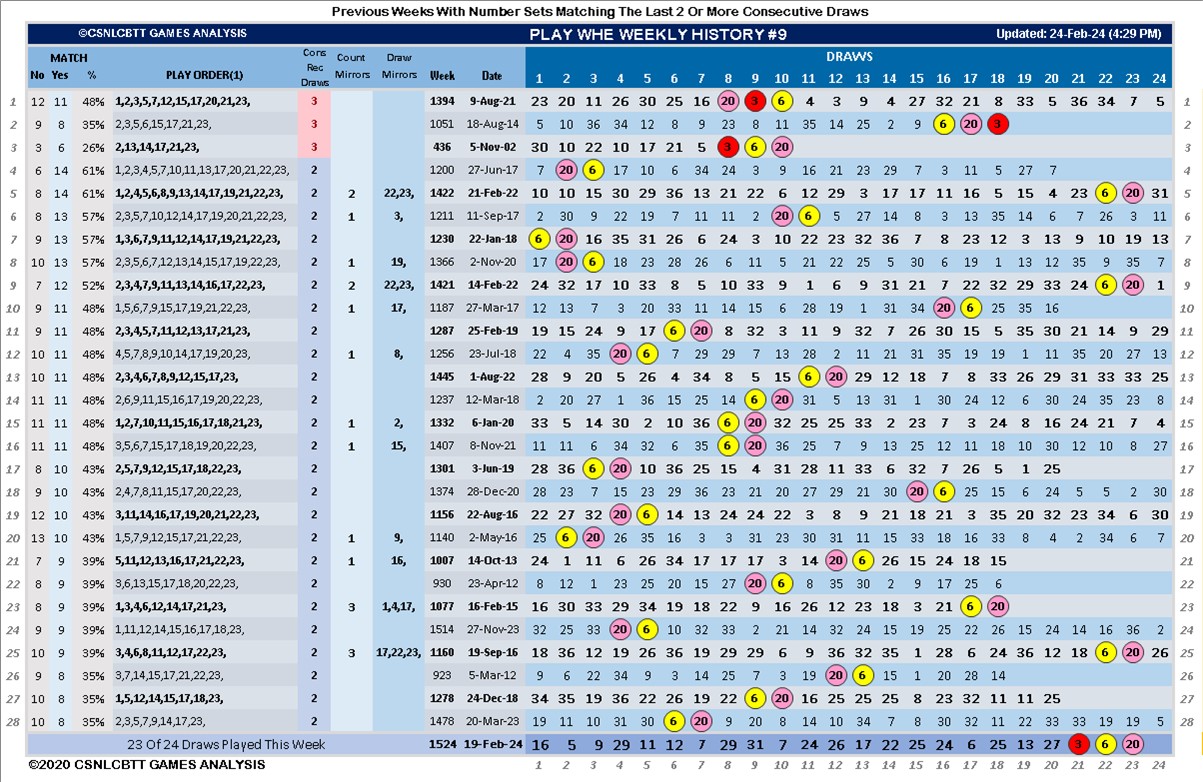 Previous Weeks With Number Sets Matching The Last 2 Or More Consecutive Draws
©CSNLCBTT GAMES ANALYSIS PLAY WHE WEEKLY HISTORY #9 Updated: 24-Feb-24 (4:29 PM)
MATCH Cons Rec Draws Count Mirrors Draw Mirrors DRAWS
No Yes % PLAY ORDER(1) Week Date 1 2 3 4 5 6 7 8 9 10 11 12 13 14 15 16 17 18 19 20 21 22 23 24
1 12 11 48% 1,2,3,5,7,12,15,17,20,21,23, 3 1394 9-Aug-21 23 20 11 26 30 25 16 20 3 6 4 3 9 4 27 32 21 8 33 5 36 34 7 5 1
2 9 8 35% 2,3,5,6,15,17,21,23, 3 1051 18-Aug-14 5 10 36 34 12 8 9 23 8 11 35 14 25 2 9 6 20 3 2
3 3 6 26% 2,13,14,17,21,23, 3 436 5-Nov-02 30 10 22 10 17 21 5 3 6 20 3
4 6 14 61% 1,2,3,4,5,7,10,11,13,17,20,21,22,23, 2 1200 27-Jun-17 7 20 6 17 10 6 34 24 3 9 16 21 23 29 7 3 11 5 27 7 4
5 8 14 61% 1,2,4,5,6,8,9,13,14,17,19,21,22,23, 2 2 22,23, 1422 21-Feb-22 10 10 15 30 29 36 13 21 22 6 12 29 3 17 17 11 16 5 15 4 23 6 20 31 5
6 8 13 57% 2,3,5,7,10,12,14,17,19,20,21,22,23, 2 1 3, 1211 11-Sep-17 2 30 9 22 19 7 11 11 2 20 6 5 27 14 8 3 13 35 14 6 7 26 3 11 6
7 9 13 57% 1,3,6,7,9,11,12,14,17,19,21,22,23, 2 1230 22-Jan-18 6 20 16 35 31 26 6 24 3 10 22 23 32 36 7 8 23 12 3 13 9 10 19 13 7
8 10 13 57% 2,3,5,6,7,12,13,14,15,17,19,22,23, 2 1 19, 1366 2-Nov-20 17 20 6 18 23 28 26 6 11 5 21 14 22 25 5 30 6 19 1 13 12 35 9 35 7 8
9 7 12 52% 2,3,4,7,9,11,13,14,16,17,22,23, 2 2 22,23, 1421 14-Feb-22 24 32 17 10 33 8 5 10 33 9 1 6 9 31 21 7 22 32 29 33 24 6 20 1 9
10 9 11 48% 1,5,6,7,9,15,17,19,21,22,23, 2 1 17, 1187 27-Mar-17 12 13 7 3 20 33 11 14 15 6 28 19 1 31 34 20 6 25 35 16 10
11 9 11 48% 2,3,4,5,7,11,12,13,17,21,23, 2 1287 25-Feb-19 19 15 24 9 17 6 20 8 32 3 11 9 32 7 26 30 15 5 35 30 21 14 9 29 11
12 10 11 48% 4,5,7,8,9,10,14,17,19,20,23, 2 1 8, 1256 23-Jul-18 22 4 35 20 6 7 29 29 7 13 28 2 11 21 31 35 19 19 1 11 35 20 27 13 12
13 10 11 48% 2,3,4,6,7,8,9,12,15,17,23, 2 1445 1-Aug-22 28 9 20 5 26 4 34 8 5 15 6 20 29 12 18 7 8 33 26 29 31 33 33 25 13
14 11 11 48% 2,6,9,11,15,16,17,19,20,22,23, 2 1237 12-Mar-18 2 20 27 1 36 15 25 14 6 20 31 5 13 31 1 30 24 12 6 30 24 35 23 8 14
15 11 11 48% 1,2,7,10,11,15,16,17,18,21,23, 2 1 2, 1332 6-Jan-20 33 5 14 30 2 10 36 6 20 32 25 25 33 2 23 7 3 24 8 16 24 21 7 4 15
16 11 11 48% 3,5,6,7,15,17,18,19,20,22,23, 2 1 15, 1407 8-Nov-21 11 11 6 34 32 6 35 6 20 36 25 7 9 13 20 23 26 18 10 30 12 10 8 27 16
17 8 10 43% 2,5,7,9,12,15,17,18,22,23, 2 1301 3-Jun-19 28 36 6 20 10 36 25 15 4 31 28 11 33 6 32 7 26 5 1 25 17
18 9 10 43% 2,4,7,8,11,15,17,20,22,23, 2 1374 28-Dec-20 28 23 7 15 23 29 36 23 21 20 27 29 21 30 20 6 25 15 6 24 5 5 2 30 18
19 12 10 43% 3,11,14,16,17,19,20,21,22,23, 2 1156 22-Aug-16 22 27 32 20 6 14 13 24 24 22 3 8 9 21 18 21 3 35 20 32 23 34 6 30 19
20 13 10 43% 1,5,7,9,12,15,17,21,22,23, 2 1 9, 1140 2-May-16 25 6 20 26 35 16 3 3 31 23 30 31 11 15 33 18 16 33 8 4 2 34 6 7 20
21 7 9 39% 5,11,12,13,16,17,21,22,23, 2 1 16, 1007 14-Oct-13 24 1 11 6 26 34 17 17 17 3 14 20 6 26 15 24 18 15 21
22 8 9 39% 3,6,13,15,17,18,20,22,23, 2 930 23-Apr-12 8 12 1 23 25 20 15 27 20 6 8 35 30 2 9 17 25 6 22
23 8 9 39% 1,3,4,6,12,14,17,21,23, 2 3 1,4,17, 1077 16-Feb-15 16 30 33 29 34 19 18 22 9 16 26 12 23 18 3 21 6 20 23
24 9 9 39% 1,11,12,14,15,16,17,18,23, 2 1514 27-Nov-23 32 25 33 20 6 10 32 33 2 21 14 32 24 15 19 25 22 26 15 24 14 16 36 2 24
25 10 9 39% 3,4,6,8,11,12,17,22,23, 2 3 17,22,23, 1160 19-Sep-16 18 36 12 19 26 36 19 26 29 29 9 36 32 35 1 28 6 24 36 12 18 6 20 26 25
26 9 8 35% 3,7,14,15,17,21,22,23, 2 923 5-Mar-12 9 6 22 34 9 3 14 25 7 3 19 20 6 15 1 20 28 14 26
27 10 8 35% 1,5,12,14,15,17,18,23, 2 1278 24-Dec-18 34 35 19 36 22 26 19 22 6 20 16 25 25 25 8 23 32 11 11 25 27
28 10 8 35% 2,3,5,7,9,14,17,23, 2 1478 20-Mar-23 19 11 10 31 30 6 20 9 20 8 14 10 34 7 8 30 32 11 22 33 33 19 19 5 28
23 Of 24 Draws Played This Week 1524 19-Feb-24 16 5 9 29 11 12 7 29 31 7 24 26 17 22 25 24 6 25 13 27 3 6 20
©2020 CSNLCBTT GAMES ANALYSIS 1 2 3 4 5 6 7 8 9 10 11 12 13 14 15 16 17 18 19 20 21 22 23 24